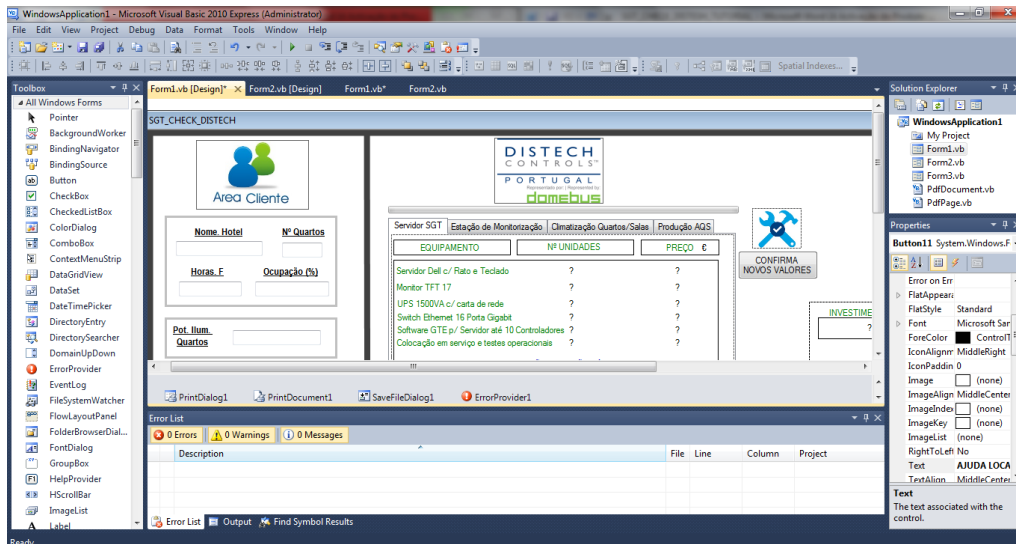 WindowsApplication1 - Microsoft Visual Basic 2010 Express (Administrator)
File Edit View Project Debug Data Format Tools Window Help
Spatial Indexes...
Toolbox
All Windows Forms
Pointer
BackgroundWorker
BindingNavigator
BindingSource
Button
CheckBox
CheckedListBox
ColorDialog
ComboBox
ContextMenuStrip
DataGridView
DataSet
DateTimePicker
DirectoryEntry
DirectorySearcher
DomainUpDown
ErrorProvider
EventLog
FileSystemWatcher
FlowLayoutPanel
FolderBrowserDial...
FontDialog
GroupBox
HelpProvider
HScrollBar
ImageList
Label
Form1.vb [Design]* Form2.vb [Design] Form1.vb* Form2.vb
SGT_CHECK_DISTECH
Area Cliente
Nome. Hotel Nº Quartos
Horas. F Ocupação (%)
Pot. Ilum.
Quartos
DISTECH
CONTROLS™
PORTUGAL
Representado por | Represented by
domebus
Servidor SGT Estação de Monitorização Climatização Quartos/Salas Produção AQS
EQUIPAMENTO Nº UNIDADES PREÇO €
Servidor Dell c/ Rato e Teclado ? ?
Monitor TFT 17 ? ?
UPS 1500VA c/ carta de rede ? ?
Switch Ethernet 16 Porta Gigabit ? ?
Software GTE p/ Servidor até 10 Controladores ? ?
Colocação em serviço e testes operacionais ? ?
CONFIRMA
NOVOS VALORES
INVESTIME
?
PrintDialog1 PrintDocument1 SaveFileDialog1 ErrorProvider1
Error List
0 Errors 0 Warnings 0 Messages
Description File Line Column Project
Error List Output Find Symbol Results
Ready
Solution Explorer
WindowsApplication1
My Project
Form1.vb
Form2.vb
Form3.vb
PdfDocument.vb
PdfPage.vb
Properties
Button11 System.Windows.F
Error on Err
FlatAppeara
FlatStyle Standard
Font Microsoft San
ForeColor ControlT
IconAlignm MiddleRight
IconPaddin 0
Image (none)
ImageAlign MiddleCenter
ImageIndex (none)
ImageKey (none)
ImageList (none)
RightToLeft No
Text AJUDA LOCA
TextAlign MiddleCenter
Text
The text associated with the
control.